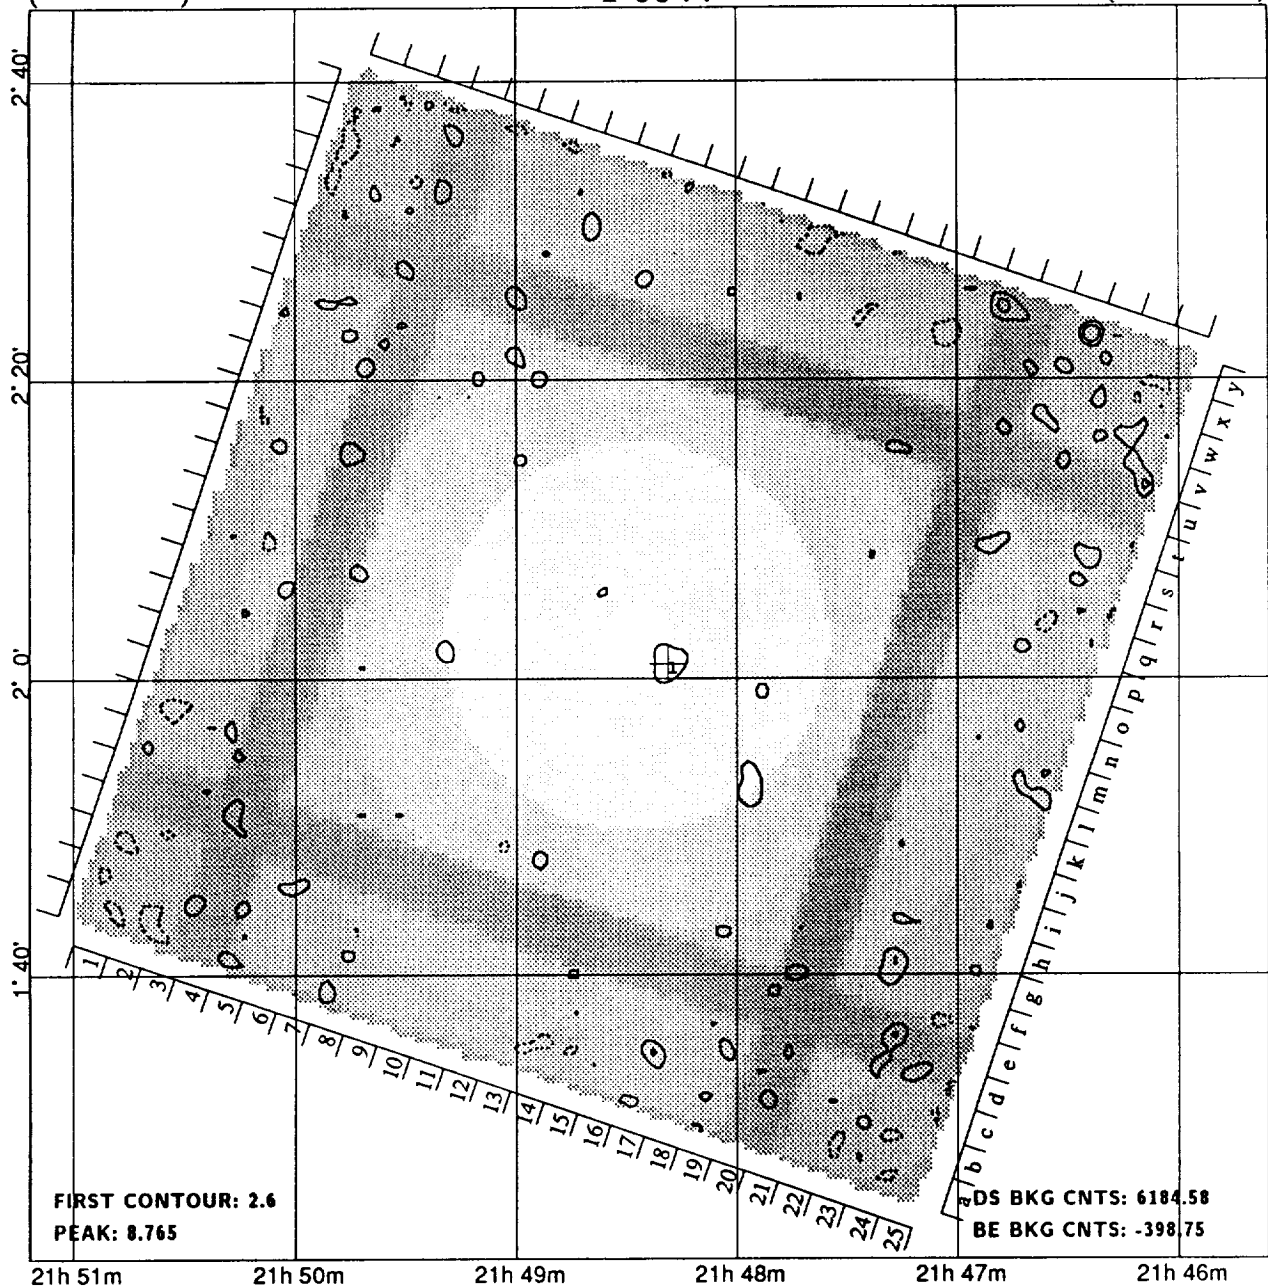 2° 40'
2° 20'
2° 0'
1° 40'
1
y
x
w
v
u
t
s
r
q
p
o
n
m
l
k
j
i
h
g
f
e
d
c
b
a
1 2 3 4 5 6 7 8 9 10 11 12 13 14 15 16 17 18 19 20 21 22 23 24 25
FIRST CONTOUR: 2.6
PEAK: 8.765
DS BKG CNTS: 6184.58
BE BKG CNTS: -398.75
21h 51m 21h 50m 21h 49m 21h 48m 21h 47m 21h 46m